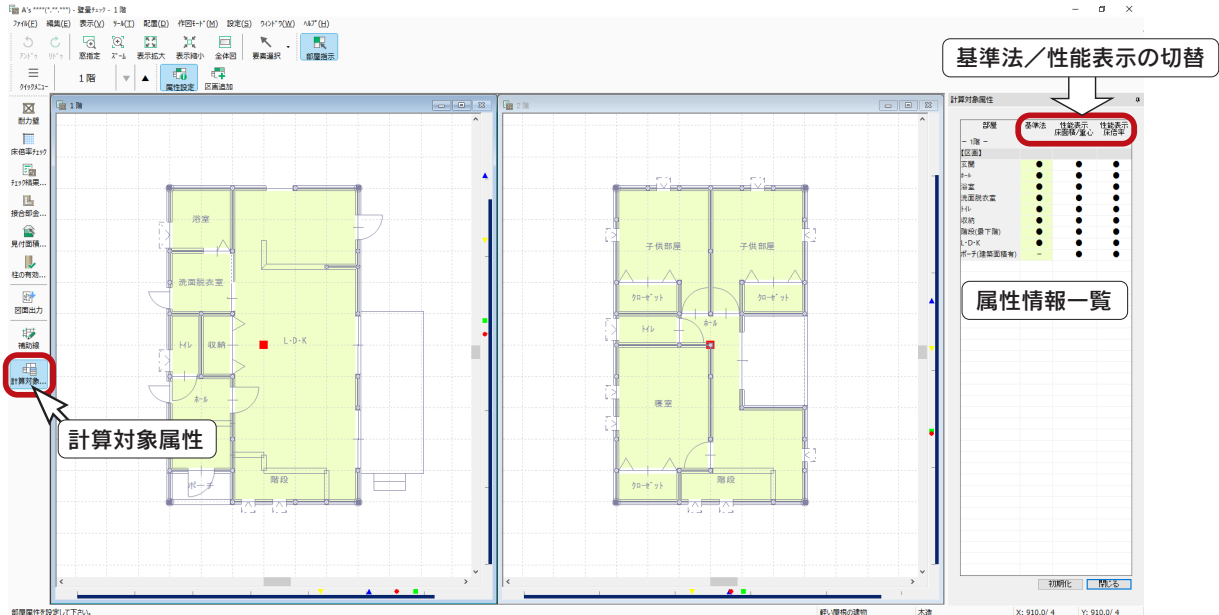 A's ****(*.**.***) - 壁量ﾁｪｯｸ - 1 階
ﾌｧｲﾙ(F) 編集(E) 表示(V) ﾂｰﾙ(T) 配置(D) 作図ﾓｰﾄﾞ(M) 設定(S) ｳｨﾝﾄﾞｳ(W) ﾍﾙﾌﾟ(H)
ｱﾝﾄﾞｩ ﾘﾄﾞｩ 窓指定 ｽﾞｰﾑ 表示拡大 表示縮小 全体図 要素選択 部屋指示
ｸｲｯｸﾒﾆｭｰ 1 階 属性設定 区画追加
基準法／性能表示の切替
耐力壁
床倍率ﾁｪｯｸ
ﾁｪｯｸ結果...
接合部金...
見付面積...
柱の有効...
図面出力
補助線
計算対象...
計算対象属性
1 階
浴室
洗面脱衣室
ﾄｲﾚ
収納
L･D･K
ﾎｰﾙ
ポーチ
階段
2 階
子供部屋
子供部屋
ｸﾛｰｾﾞｯﾄ
ｸﾛｰｾﾞｯﾄ
ﾄｲﾚ
ﾎｰﾙ
寝室
ｸﾛｰｾﾞｯﾄ
階段
計算対象属性
部屋 基準法 性能表示 床面積/重心 性能表示 床倍率
－ 1階 －
【区画】
玄関 ● ● ●
ﾎｰﾙ ● ● ●
浴室 ● ● ●
洗面脱衣室 ● ● ●
ﾄｲﾚ ● ● ●
収納 ● ● ●
階段(最下階) ● ● ●
L･D･K ● ● ●
ﾎﾟｰﾁ(建築面積有) － ● ●
属性情報一覧
初期化 閉じる
部屋属性を設定して下さい。 軽い屋根の建物 木造 X: 910.0/ 4 Y: 910.0/ 4